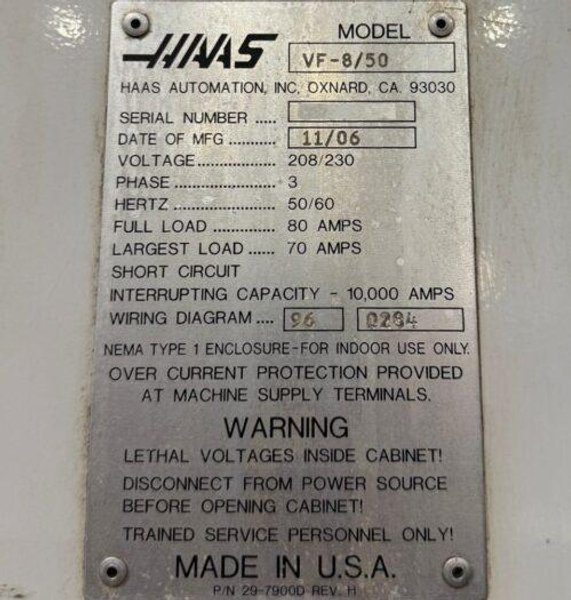 HAAS MODEL
VF-8/50
HAAS AUTOMATION, INC. OXNARD, CA. 93030
SERIAL NUMBER .....
DATE OF MFG ........... 11/06
VOLTAGE ................ 208/230
PHASE ..................... 3
HERTZ ..................... 50/60
FULL LOAD .............. 80 AMPS
LARGEST LOAD ...... 70 AMPS
SHORT CIRCUIT
INTERRUPTING CAPACITY - 10,000 AMPS
WIRING DIAGRAM .... 96 0284
NEMA TYPE 1 ENCLOSURE-FOR INDOOR USE ONLY.
OVER CURRENT PROTECTION PROVIDED
AT MACHINE SUPPLY TERMINALS.
WARNING
LETHAL VOLTAGES INSIDE CABINET!
DISCONNECT FROM POWER SOURCE
BEFORE OPENING CABINET!
TRAINED SERVICE PERSONNEL ONLY!
MADE IN U.S.A.
P/N 29-7900D REV. H